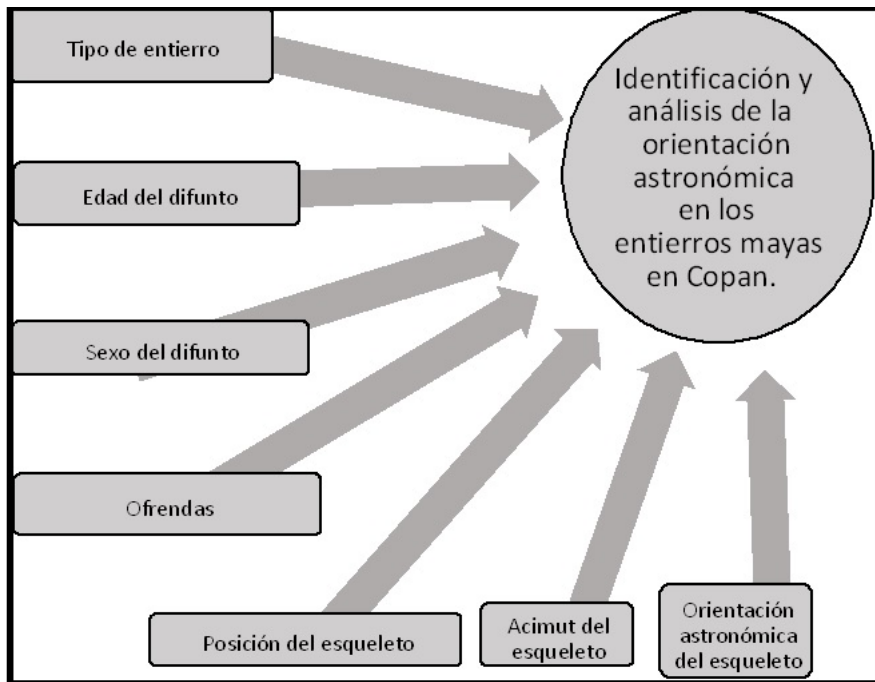 Tipo de entierro
Identificación y
análisis de la
orientación
astronómica
en los
entierros mayas
en Copan.
Edad del difunto
Sexo del difunto
Ofrendas
Posición del esqueleto
Acimut del
esqueleto
Orientación
astronómica
del esqueleto